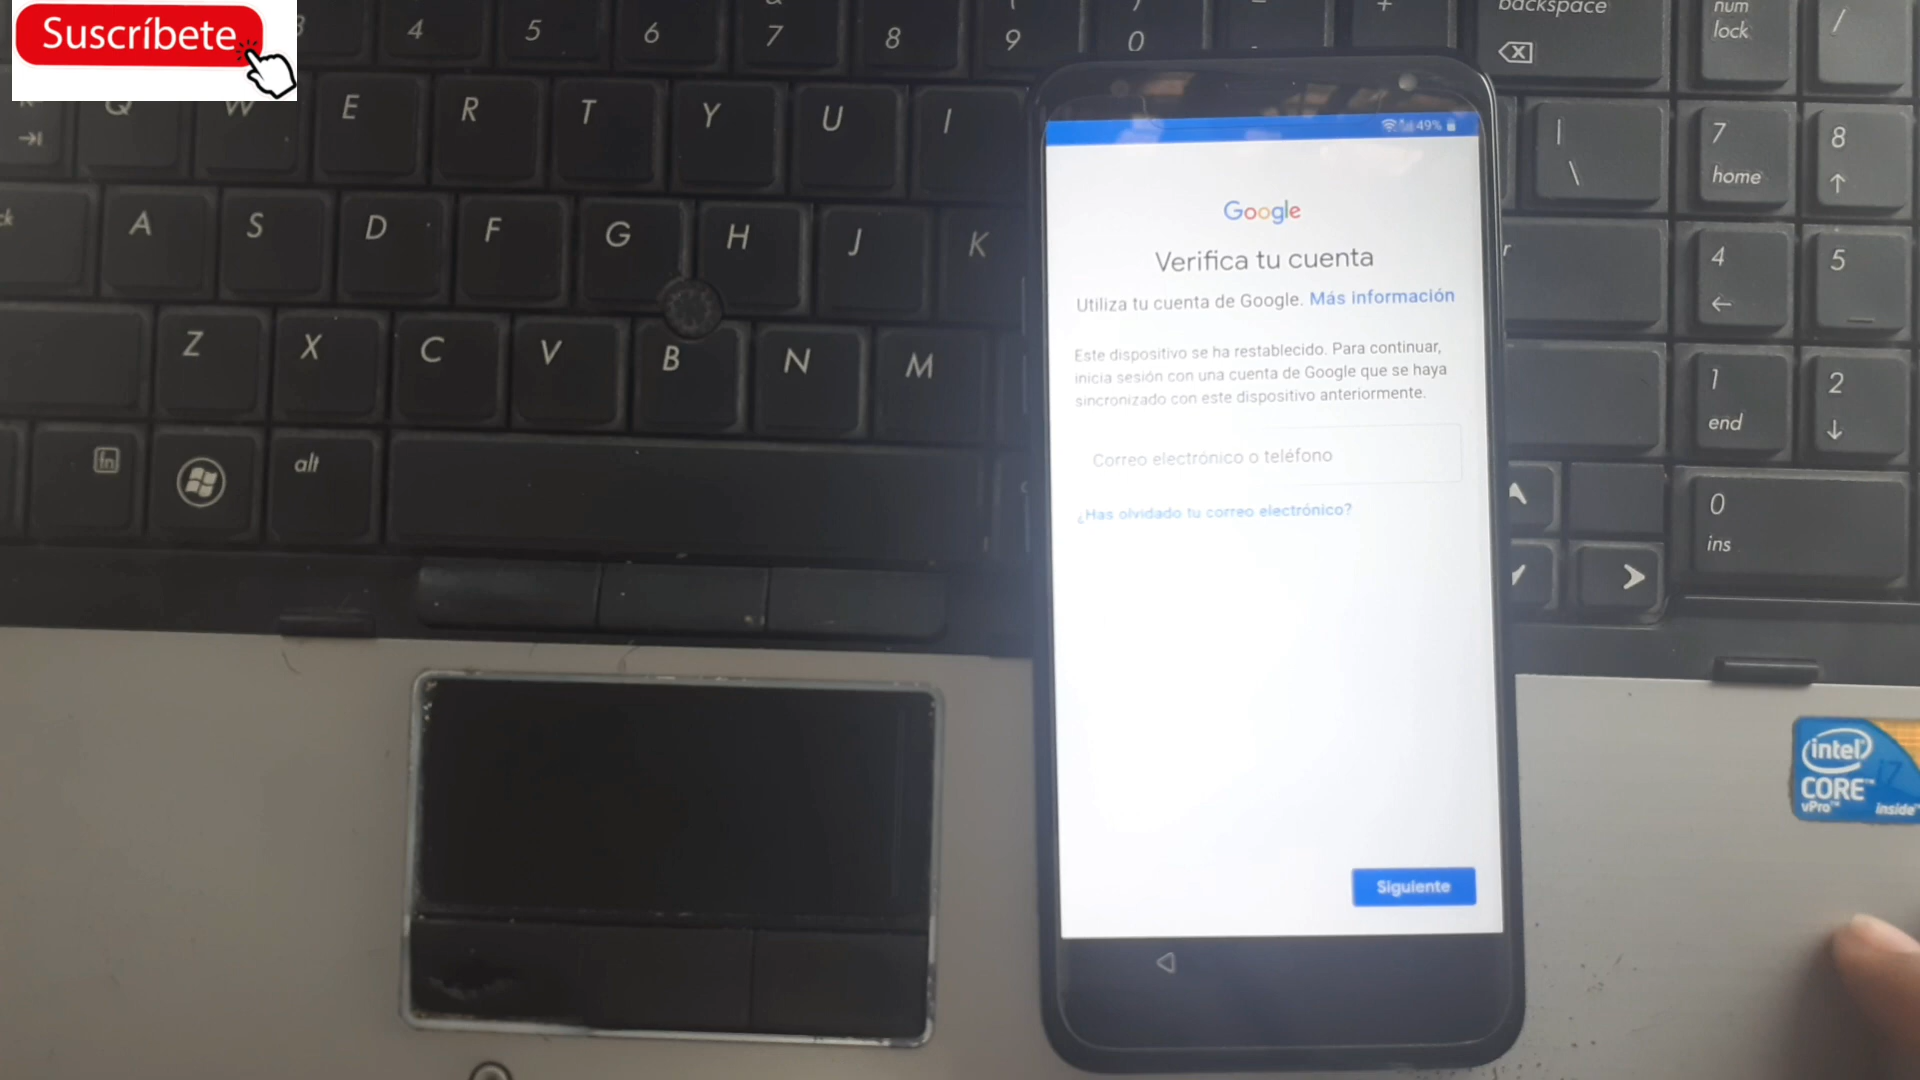 Suscríbete
Google
Verifica tu cuenta
Utiliza tu cuenta de Google. Más información
Este dispositivo se ha restablecido. Para continuar,
inicia sesión con una cuenta de Google que se haya
sincronizado con este dispositivo anteriormente.
Correo electrónico o teléfono
¿Has olvidado tu correo electrónico?
Siguiente
49%
4 5 6 7 8 9 0
backspace
num
lock
/
Q W E R T Y U I
| \
7
home
8
A S D F G H J K
4
5
Z X C V B N M
1
end
2
fn
alt
0
ins
intel
CORE i7
vPro
inside